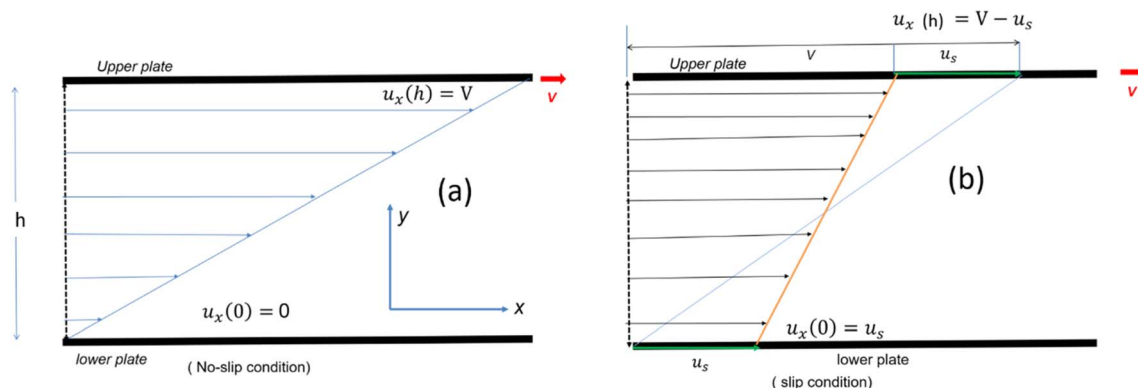 Upper plate
v
u_x(h) = V
h
(a)
y
x
u_x(0) = 0
lower plate
( No-slip condition)
u_x (h) = V − u_s
V
u_s
Upper plate
v
(b)
u_x(0) = u_s
u_s
lower plate
( slip condition)